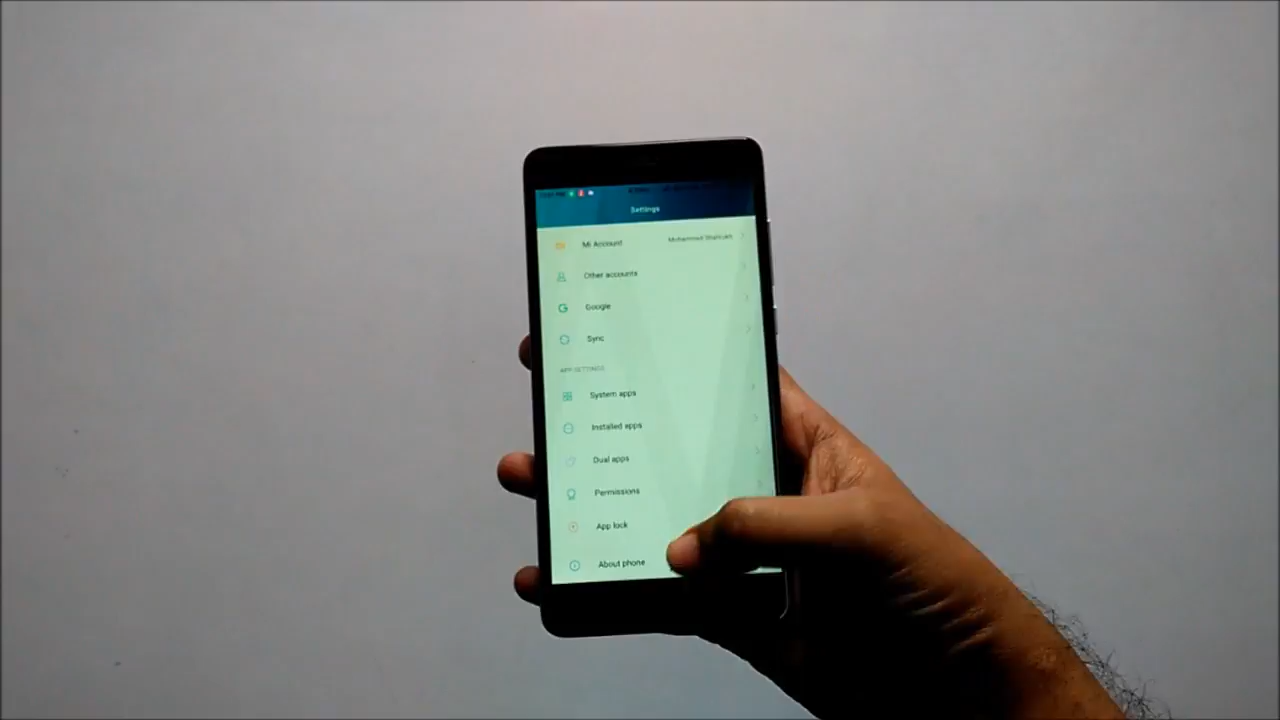 Settings
Mi Account
Other accounts
Google
Sync
APP SETTINGS
System apps
Installed apps
Dual apps
Permissions
App lock
About phone